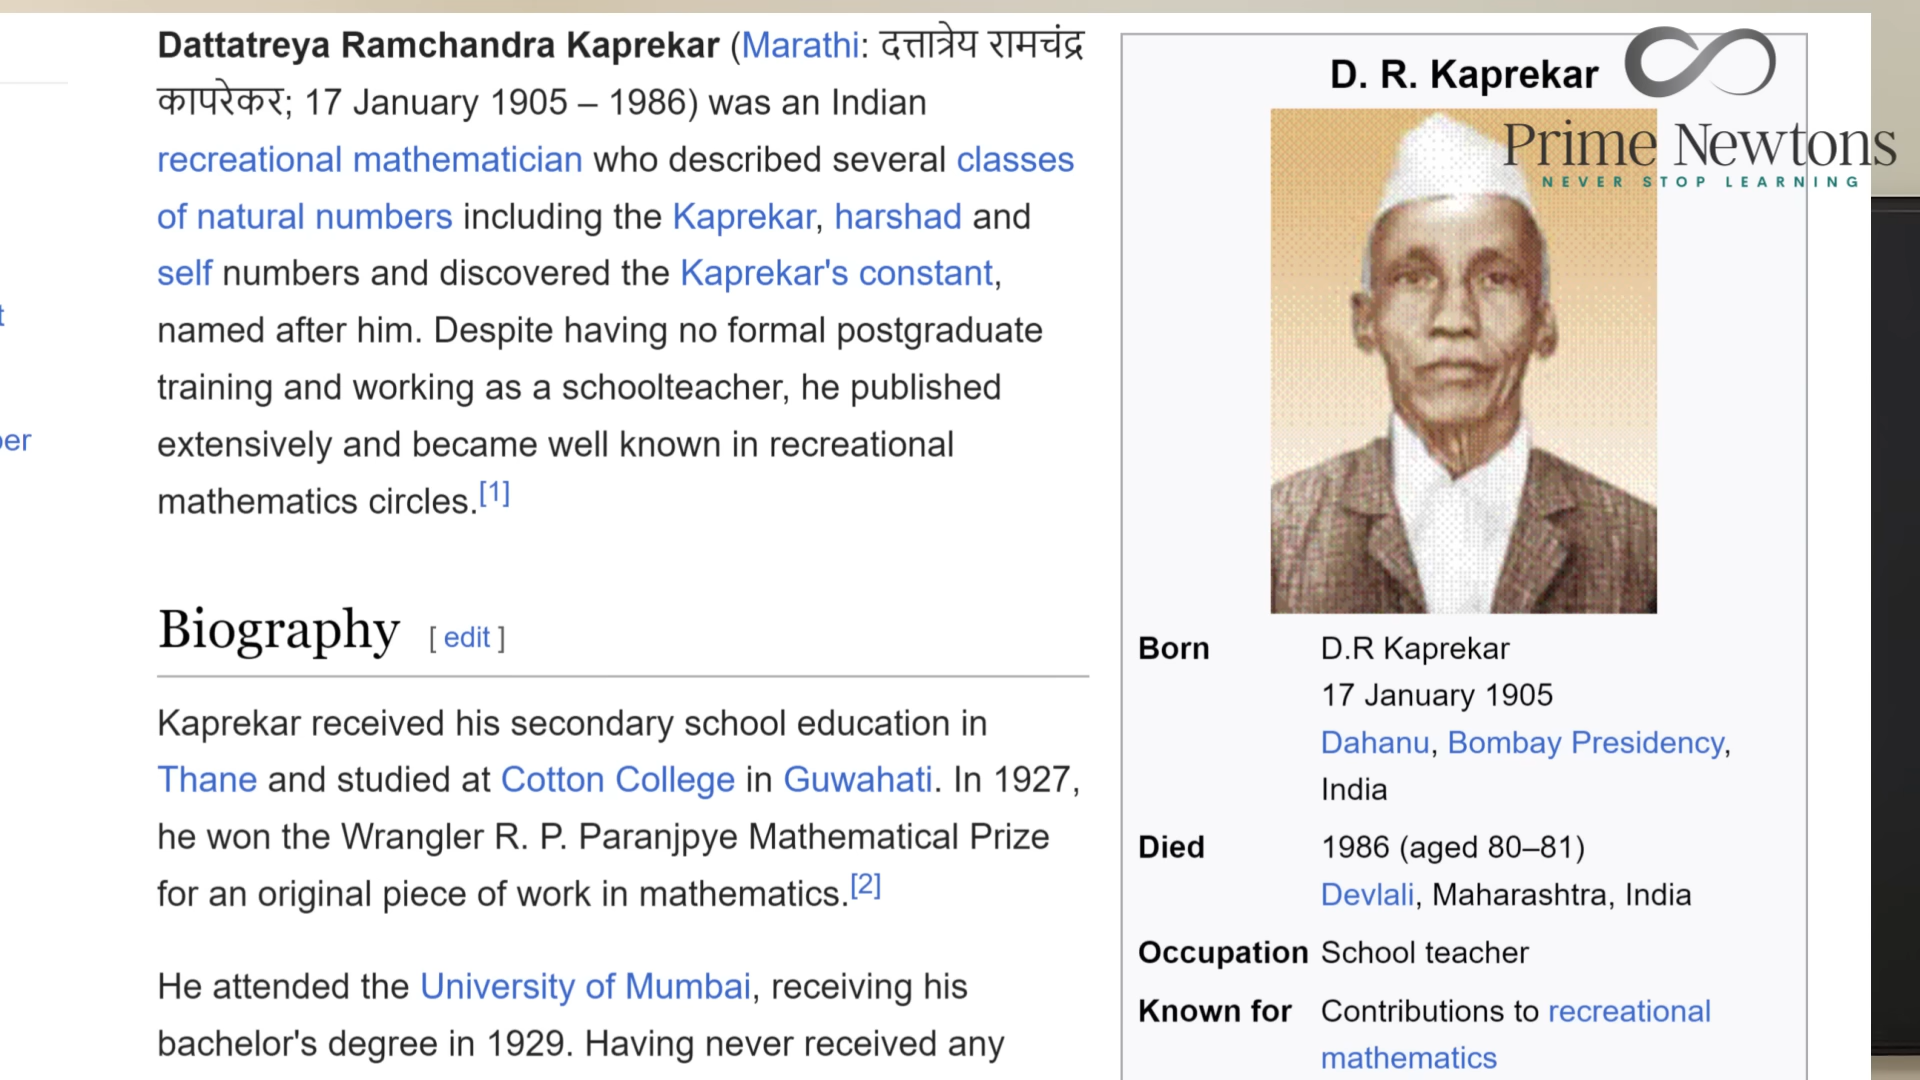 Dattatreya Ramchandra Kaprekar (Marathi: दत्तात्रेय रामचंद्र
कापरेकर; 17 January 1905 – 1986) was an Indian
recreational mathematician who described several classes
of natural numbers including the Kaprekar, harshad and
self numbers and discovered the Kaprekar's constant,
named after him. Despite having no formal postgraduate
training and working as a schoolteacher, he published
extensively and became well known in recreational
mathematics circles.[1]
Biography [ edit ]
Kaprekar received his secondary school education in
Thane and studied at Cotton College in Guwahati. In 1927,
he won the Wrangler R. P. Paranjpye Mathematical Prize
for an original piece of work in mathematics.[2]
He attended the University of Mumbai, receiving his
bachelor's degree in 1929. Having never received any
D. R. Kaprekar
Prime Newtons
NEVER STOP LEARNING
Born D.R Kaprekar
17 January 1905
Dahanu, Bombay Presidency,
India
Died 1986 (aged 80–81)
Devlali, Maharashtra, India
Occupation School teacher
Known for Contributions to recreational
mathematics